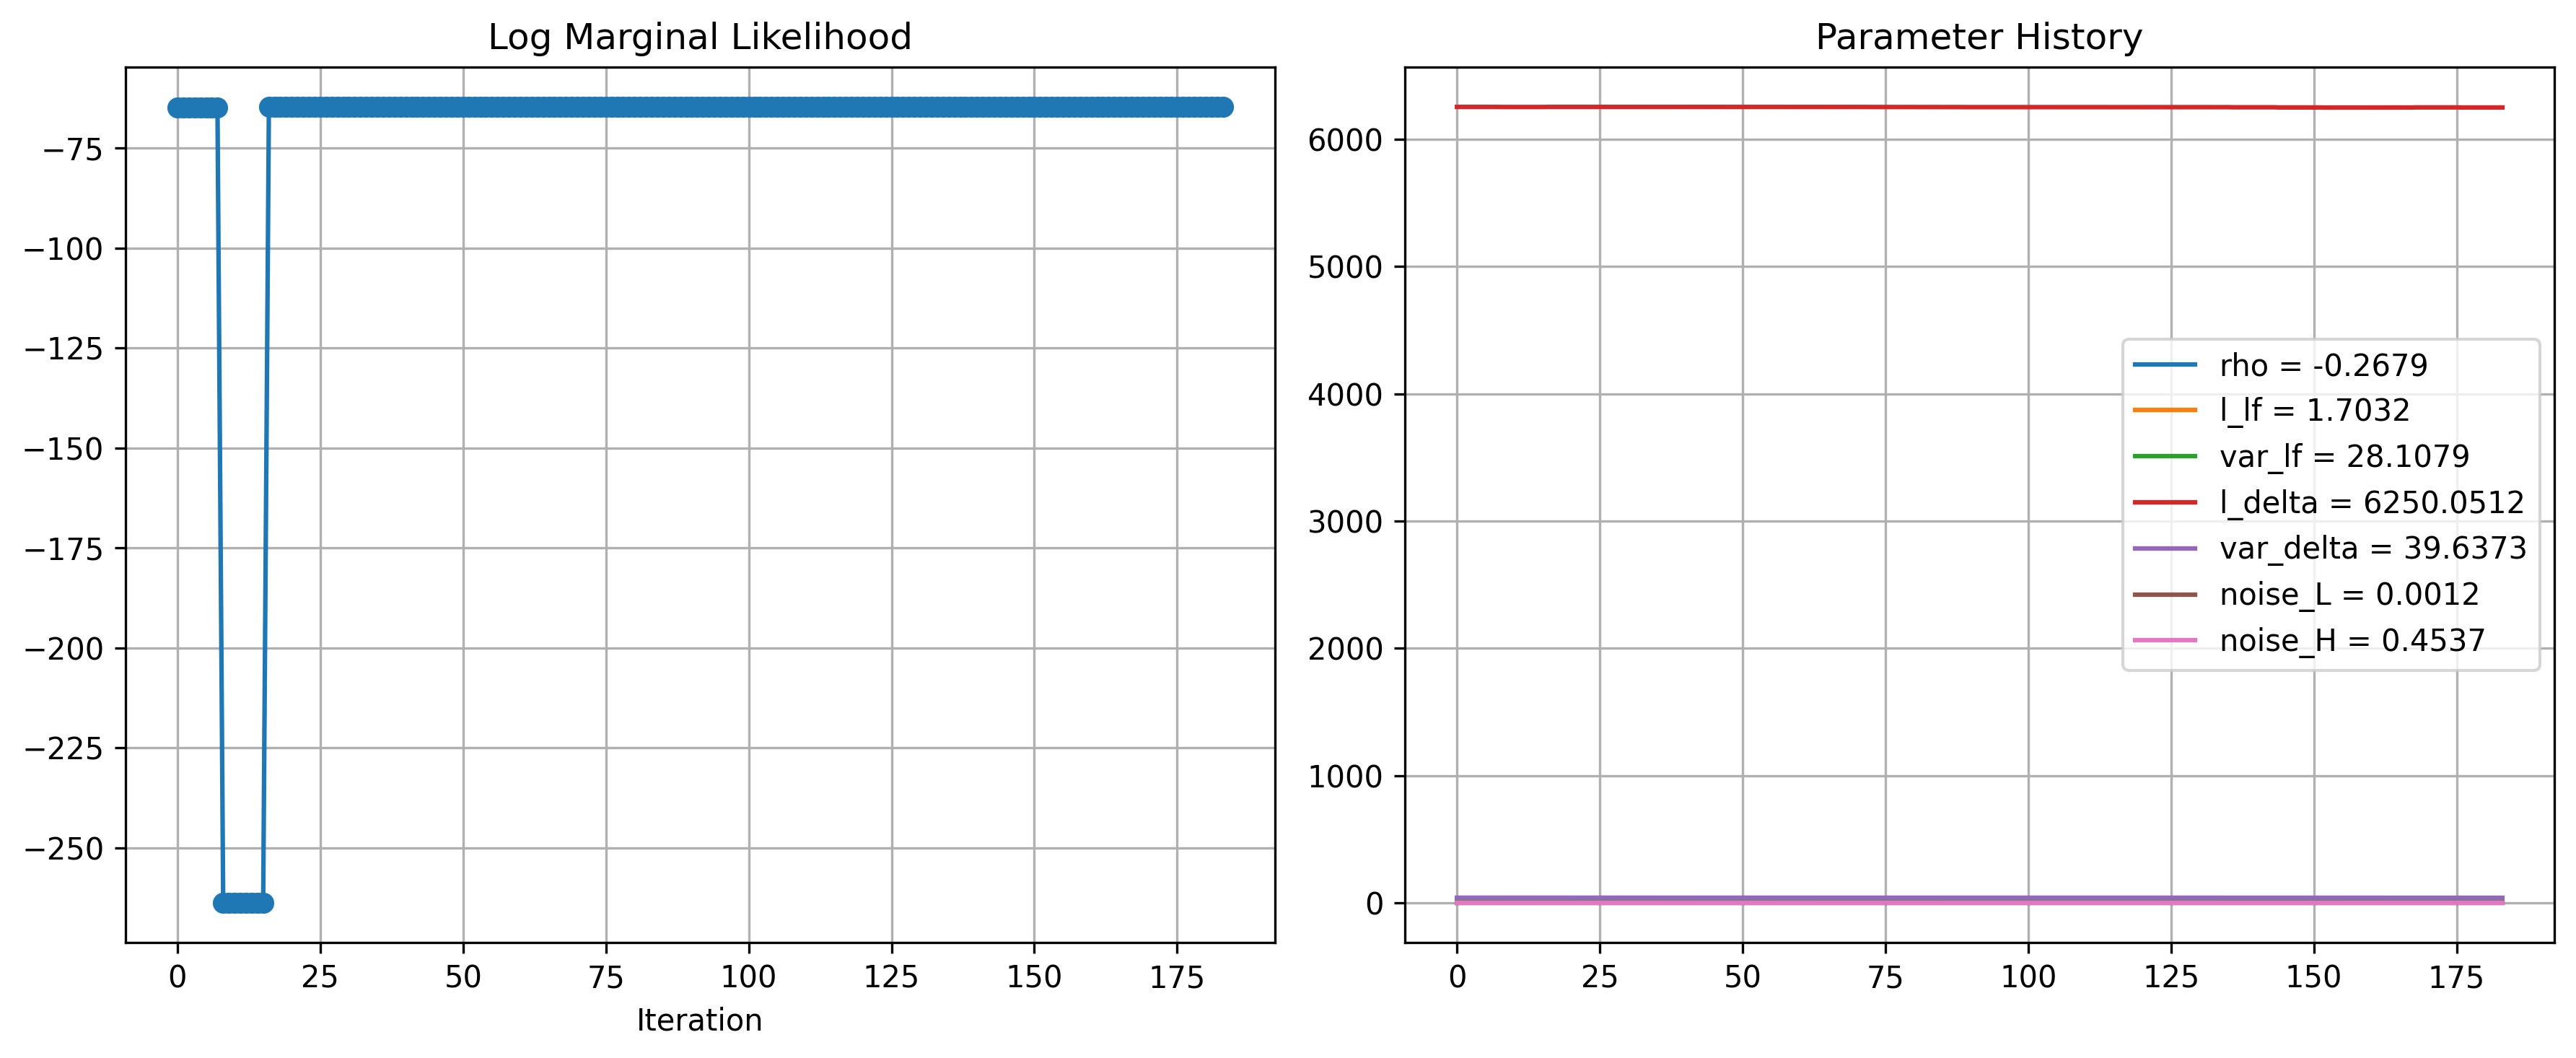 Log Marginal Likelihood
−75
−100
−125
−150
−175
−200
−225
−250
0 25 50 75 100 125 150 175
Iteration
Parameter History
6000
5000
4000
3000
2000
1000
0
rho = -0.2679
l_lf = 1.7032
var_lf = 28.1079
l_delta = 6250.0512
var_delta = 39.6373
noise_L = 0.0012
noise_H = 0.4537
0 25 50 75 100 125 150 175